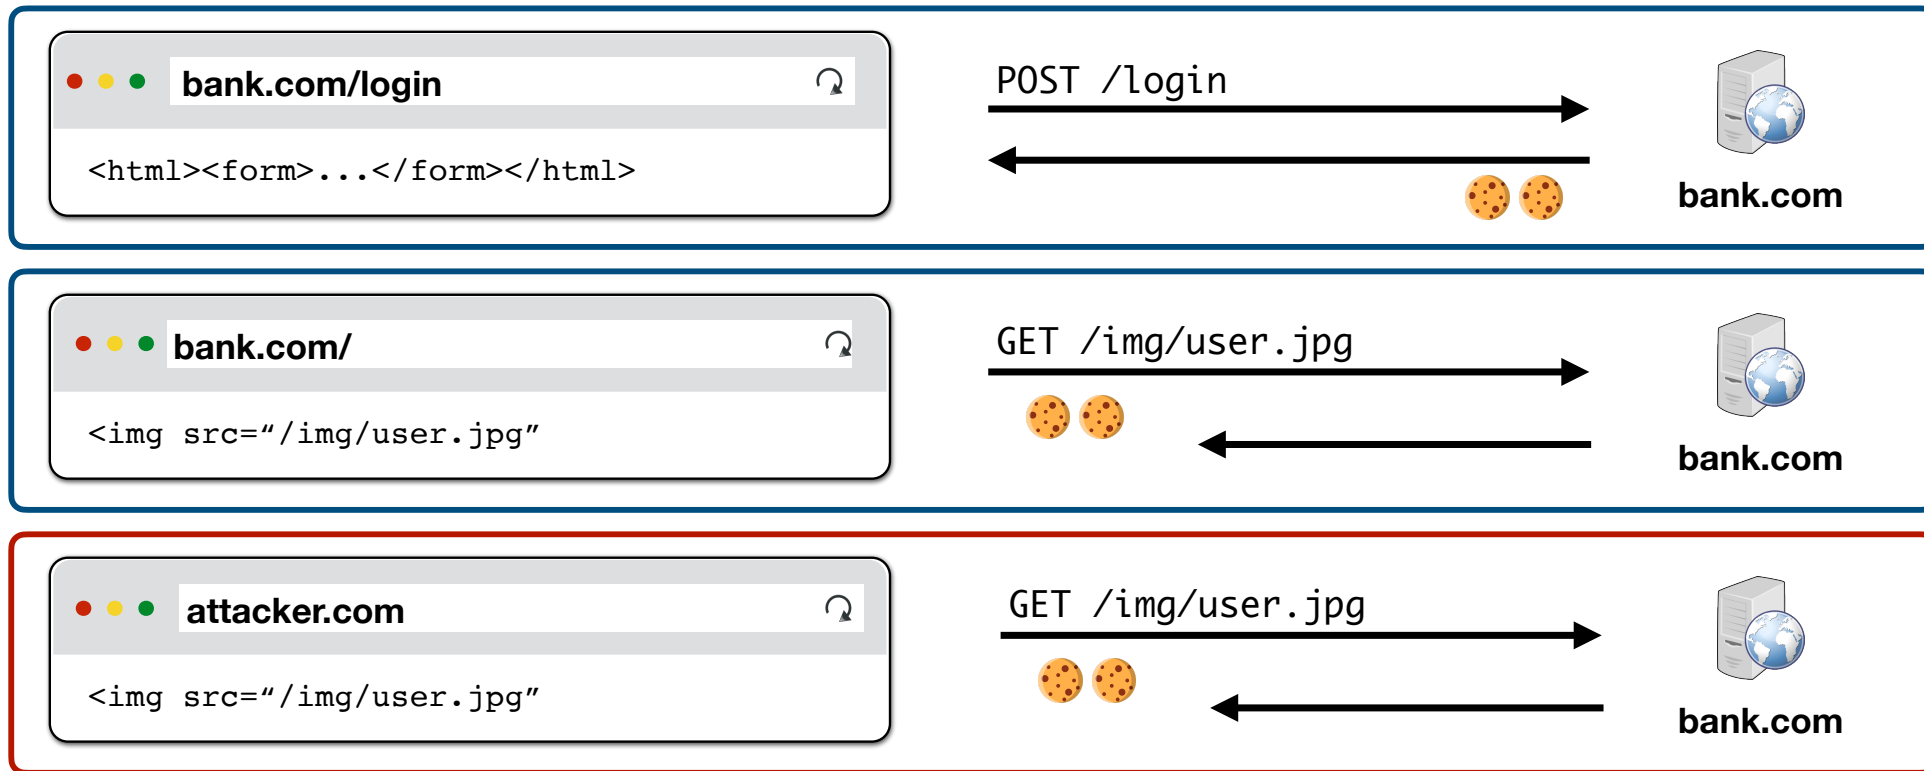 bank.com/login
POST /login
<html><form>...</form></html>
bank.com
bank.com/
GET /img/user.jpg
<img src=“/img/user.jpg”
bank.com
attacker.com
GET /img/user.jpg
<img src=“/img/user.jpg”
bank.com